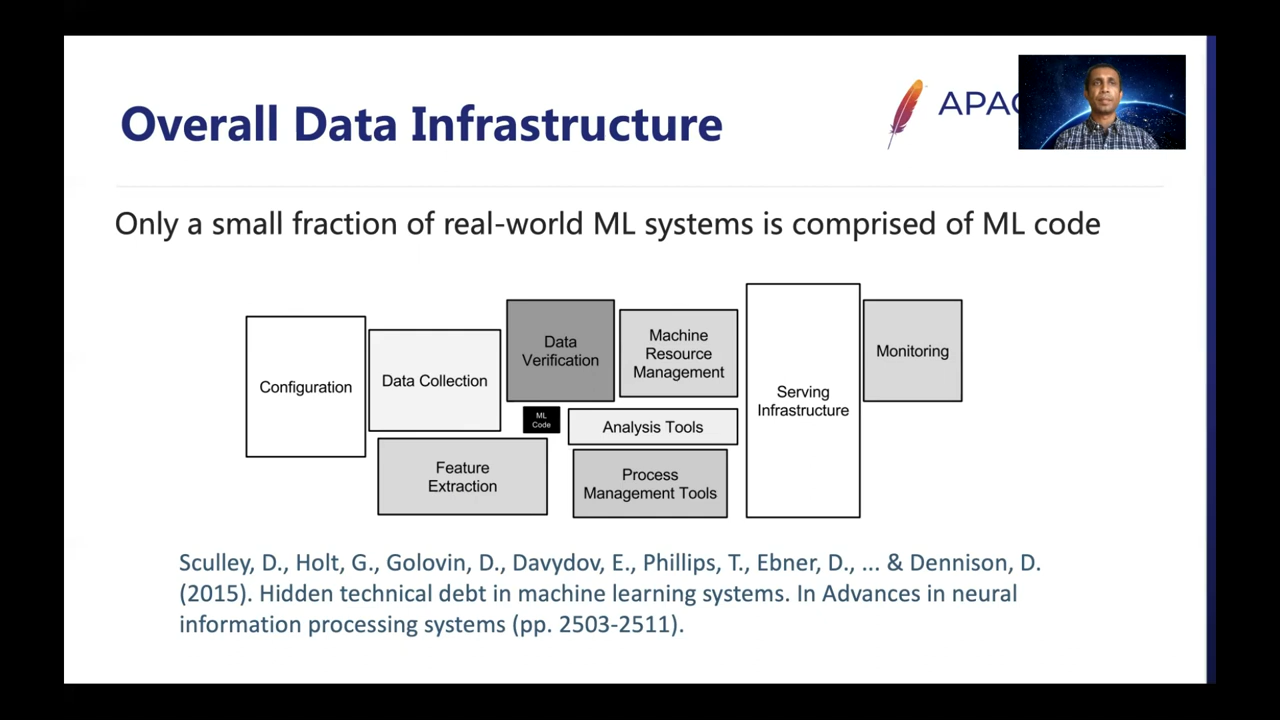 Overall Data Infrastructure
Only a small fraction of real-world ML systems is comprised of ML code
Configuration
Data Collection
Data
Verification
Machine
Resource
Management
Serving
Infrastructure
Monitoring
ML
Code
Analysis Tools
Feature
Extraction
Process
Management Tools
Sculley, D., Holt, G., Golovin, D., Davydov, E., Phillips, T., Ebner, D., ... & Dennison, D.
(2015). Hidden technical debt in machine learning systems. In Advances in neural
information processing systems (pp. 2503-2511).